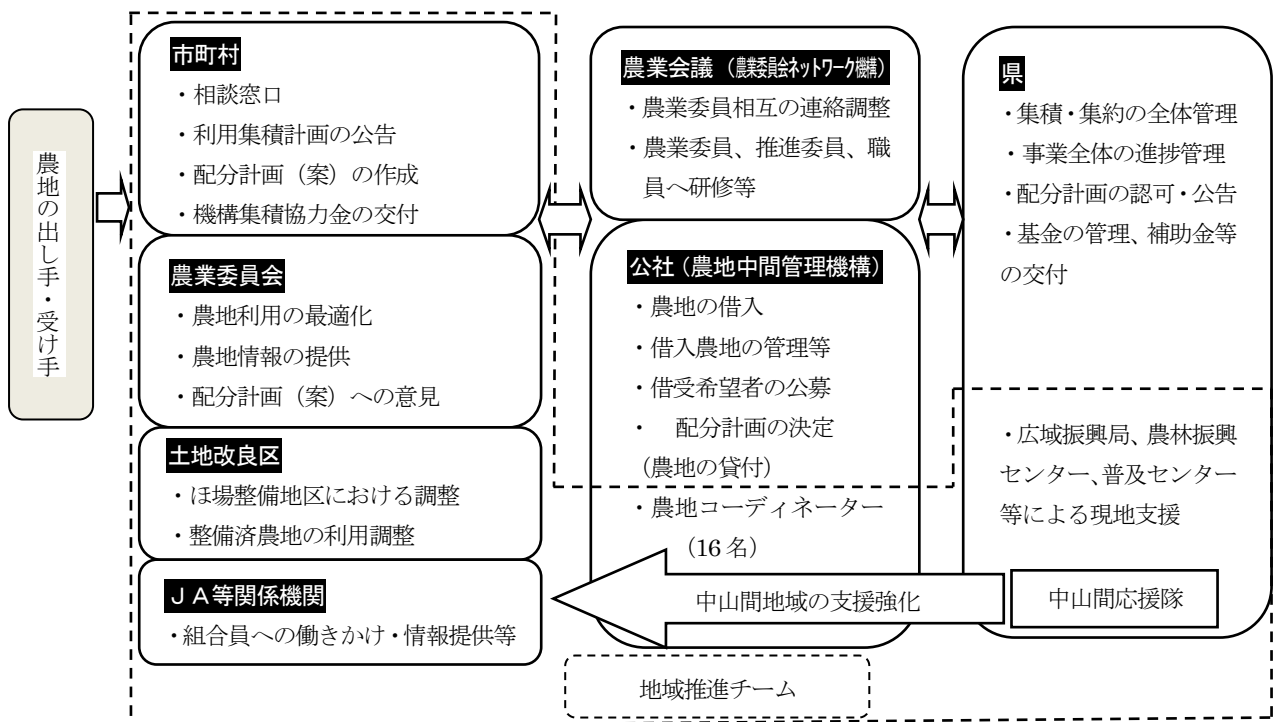 農地の出し手・受け手
市町村
・相談窓口
・利用集積計画の公告
・配分計画（案）の作成
・機構集積協力金の交付
農業委員会
・農地利用の最適化
・農地情報の提供
・配分計画（案）への意見
土地改良区
・ほ場整備地区における調整
・整備済農地の利用調整
ＪＡ等関係機関
・組合員への働きかけ・情報提供等
農業会議（農業委員会ネットワーク機構）
・農業委員相互の連絡調整
・農業委員、推進委員、職
員へ研修等
公社（農地中間管理機構）
・農地の借入
・借入農地の管理等
・借受希望者の公募
・　配分計画の決定
（農地の貸付）
・農地コーディネーター
（16名）
県
・集積・集約の全体管理
・事業全体の進捗管理
・配分計画の認可・公告
・基金の管理、補助金等
の交付
・広域振興局、農林振興
センター、普及センター
等による現地支援
中山間応援隊
中山間地域の支援強化
地域推進チーム